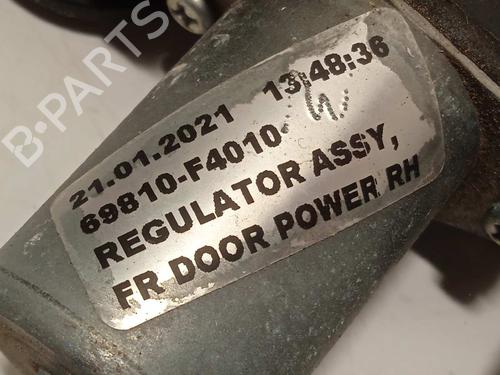 B-PARTS
21.01.2021 13:48:36
69810-F4010
REGULATOR ASSY,
FR DOOR POWER RH